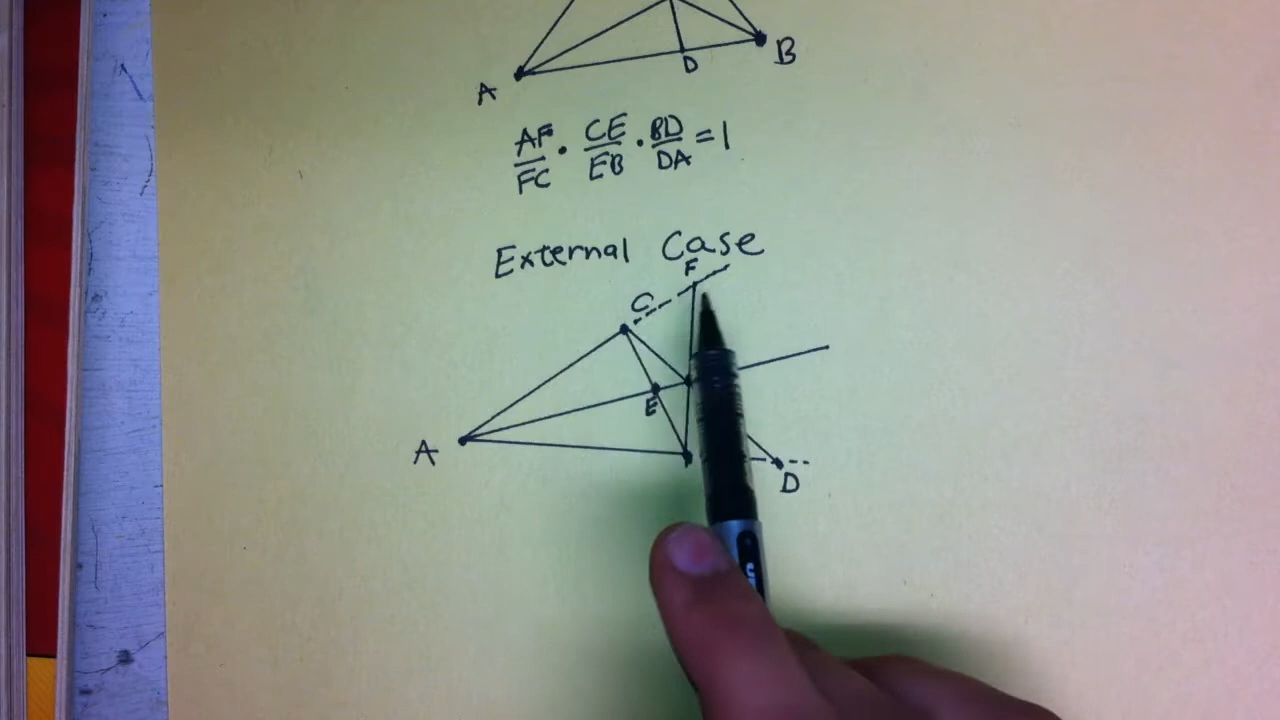 D B
A
AF/FC · CE/EB · BD/DA = 1
External Case
F
C
E
A
D